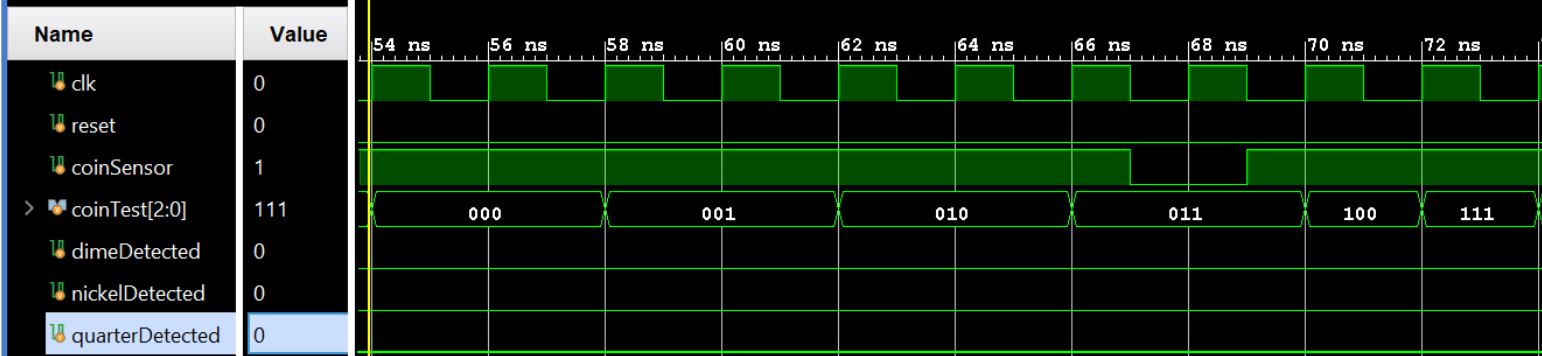 Name Value
54 ns 56 ns 58 ns 60 ns 62 ns 64 ns 66 ns 68 ns 70 ns 72 ns
clk 0
reset 0
coinSensor 1
coinTest[2:0] 111 000 001 010 011 100 111
dimeDetected 0
nickelDetected 0
quarterDetected 0